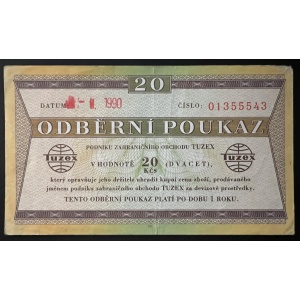 20
DATUM - I. 1990 ČÍSLO: 01355543
ODBĚRNÍ POUKAZ
PODNIKU ZAHRANIČNÍHO OBCHODU TUZEX
Tuzex V HODNOTĚ 20 (DVACET), Tuzex
Kčs
který opravňuje jeho držitele uhradit kupní cenu zboží, prodávaného
jménem podniku zahraničního obchodu TUZEX za devizové prostředky.
TENTO ODBĚRNÍ POUKAZ PLATÍ PO DOBU 1 ROKU.